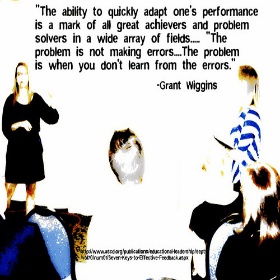 "The ability to quickly adapt one's performance
is a mark of all great achievers and problem
solvers in a wide array of fields.... "The
problem is not making errors....The problem
is when you don't learn from the errors."
-Grant Wiggins